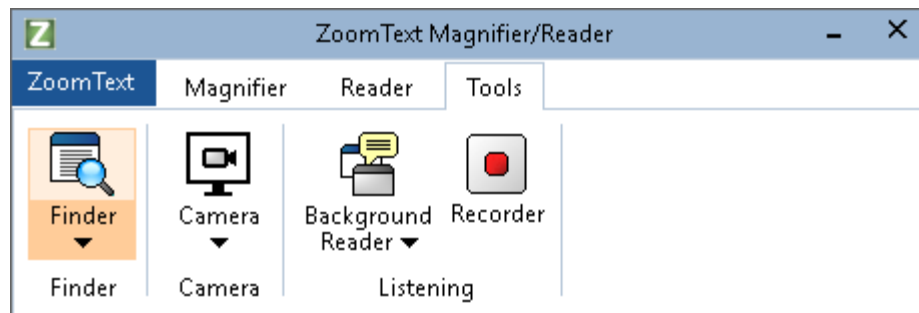 Z ZoomText Magnifier/Reader
ZoomText Magnifier Reader Tools
Finder Camera Background Reader Recorder
Finder Camera Listening